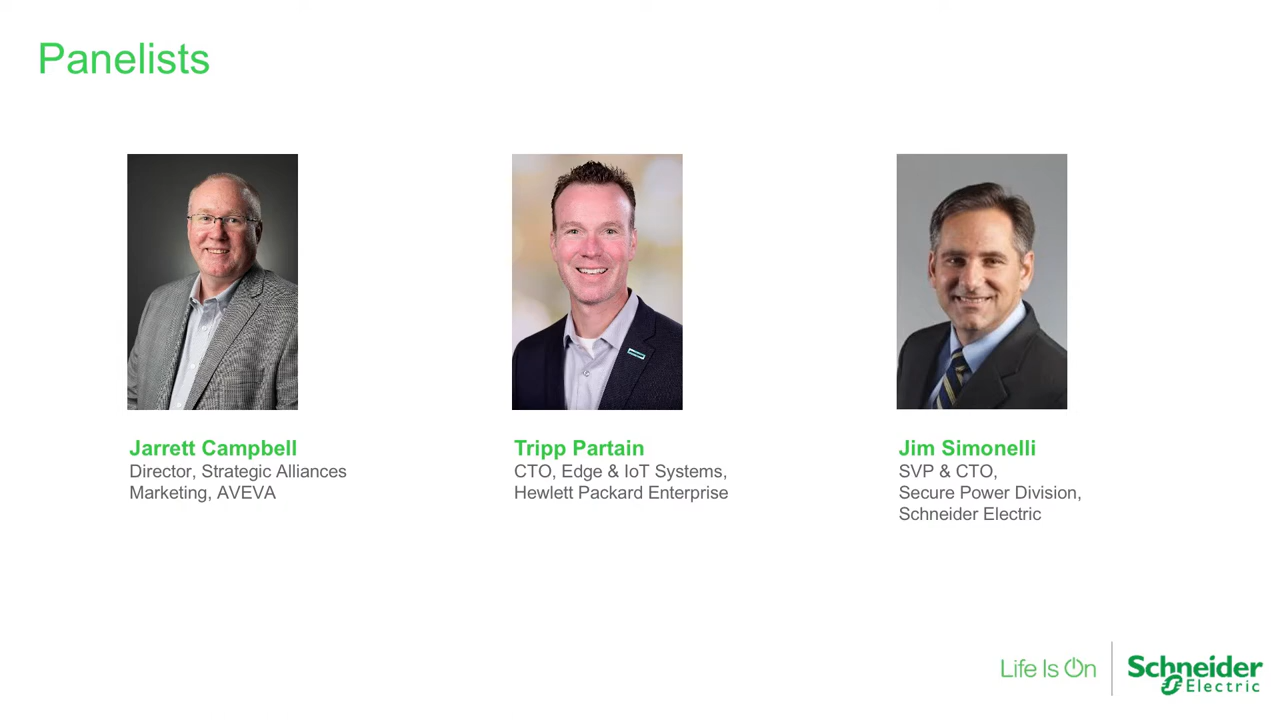 Panelists
Jarrett Campbell
Director, Strategic Alliances
Marketing, AVEVA
Tripp Partain
CTO, Edge & IoT Systems,
Hewlett Packard Enterprise
Jim Simonelli
SVP & CTO,
Secure Power Division,
Schneider Electric
Life Is On
Schneider
Electric